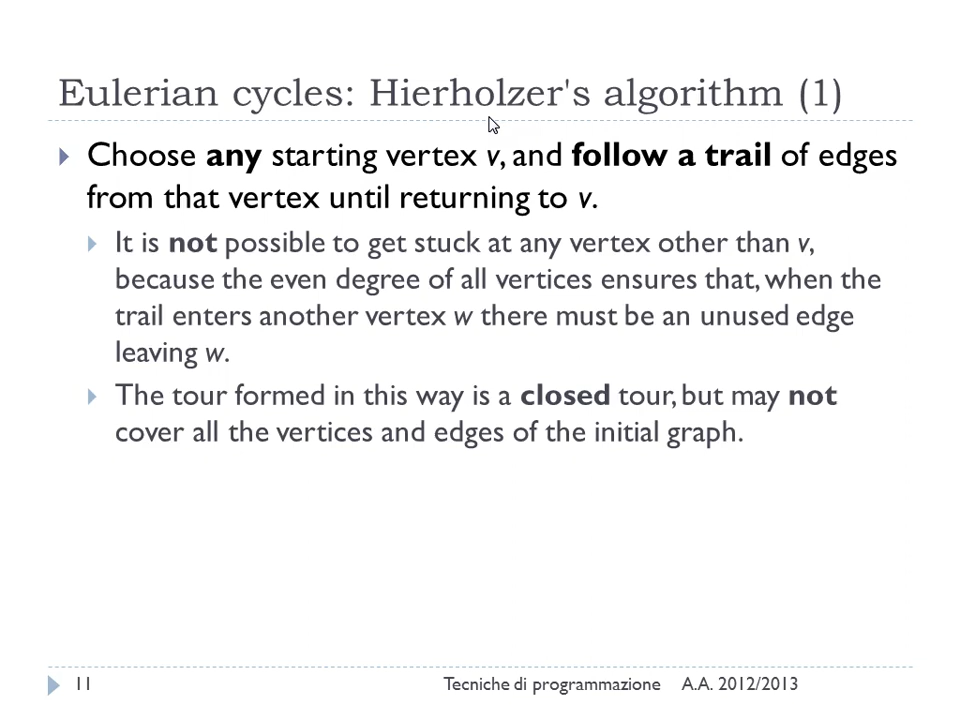 Eulerian cycles: Hierholzer's algorithm (1)
Choose any starting vertex v, and follow a trail of edges
from that vertex until returning to v.
It is not possible to get stuck at any vertex other than v,
because the even degree of all vertices ensures that, when the
trail enters another vertex w there must be an unused edge
leaving w.
The tour formed in this way is a closed tour, but may not
cover all the vertices and edges of the initial graph.
11 Tecniche di programmazione A.A. 2012/2013